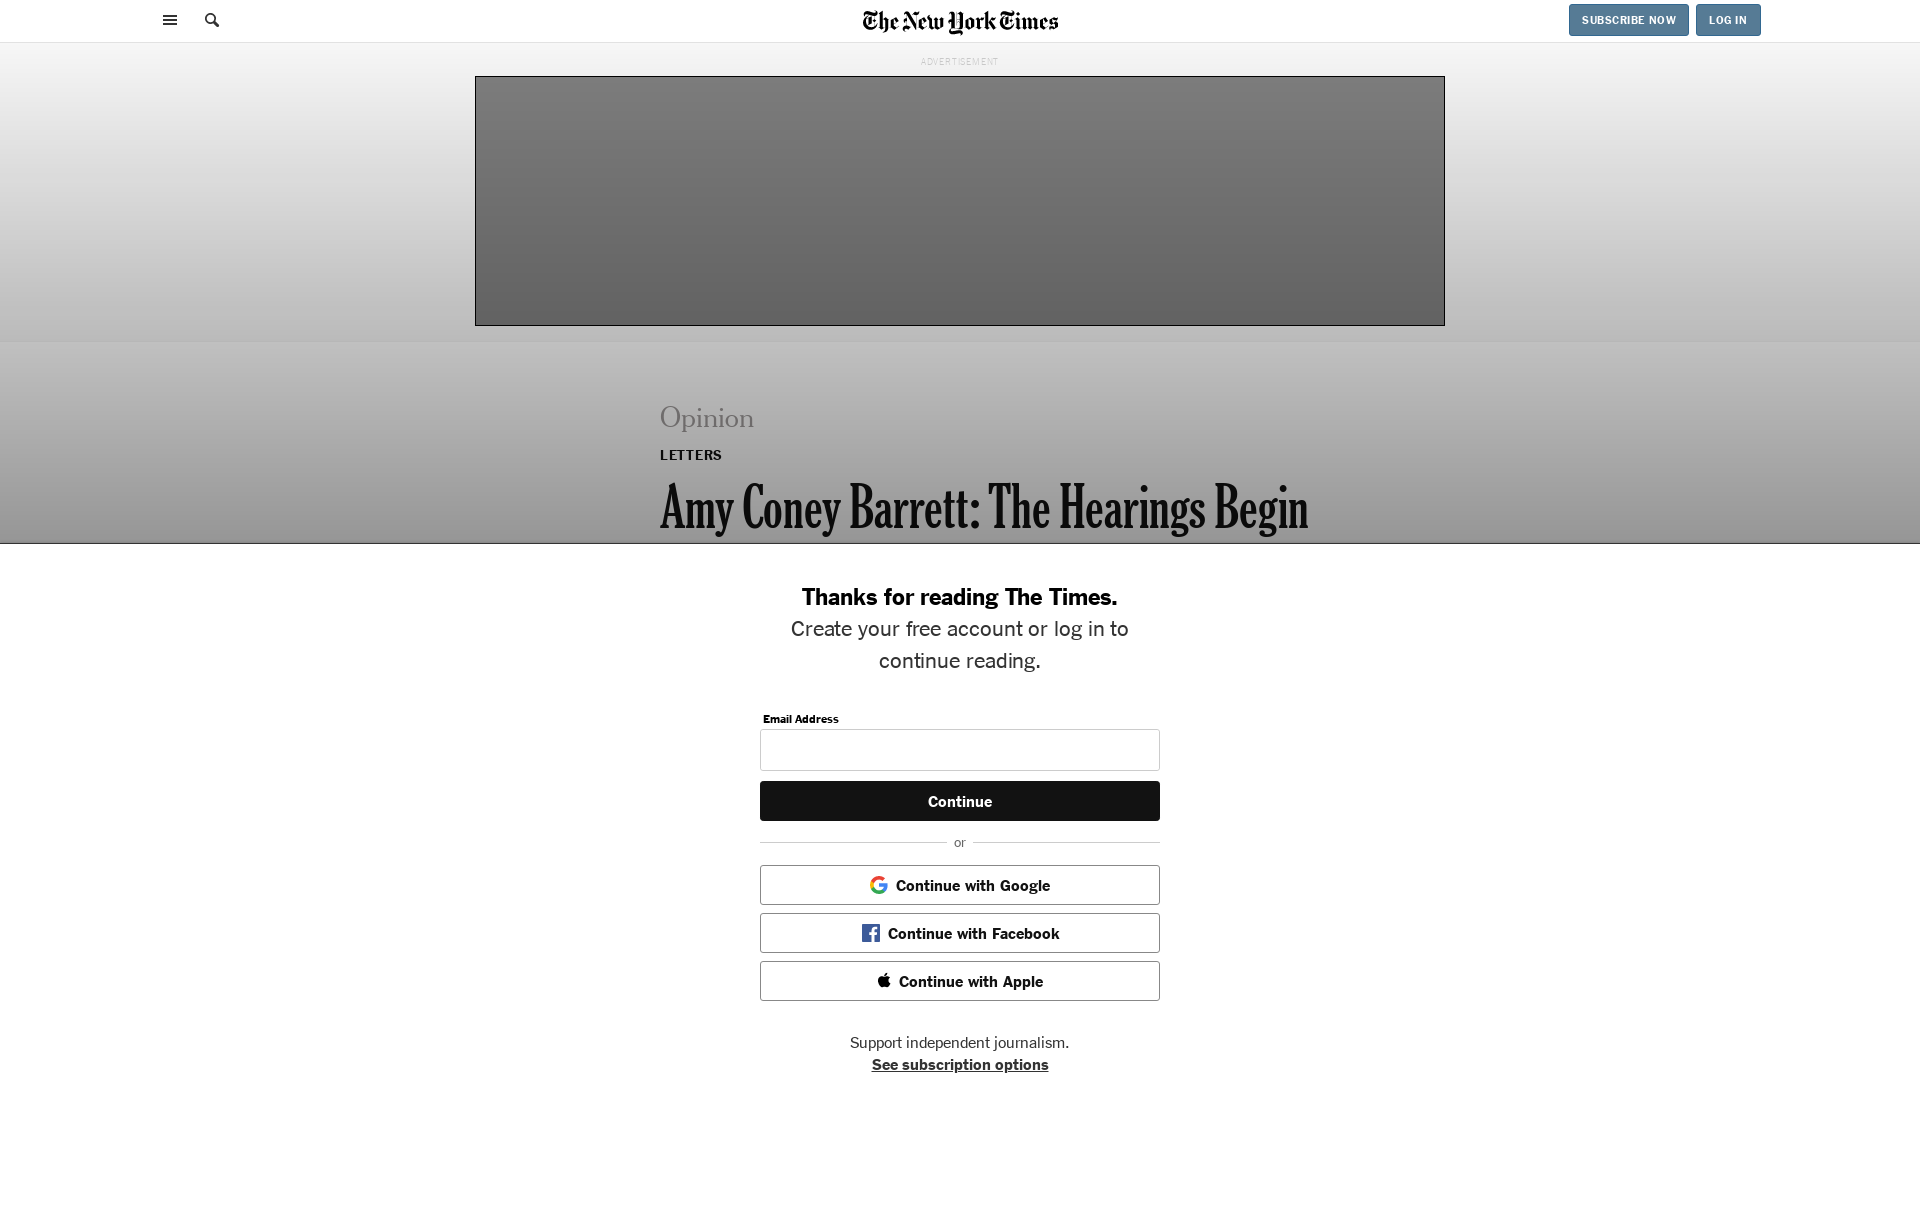 The New York Times
SUBSCRIBE NOW
LOG IN
ADVERTISEMENT
Opinion
LETTERS
Amy Coney Barrett: The Hearings Begin
Thanks for reading The Times.
Create your free account or log in to
continue reading.
Email Address
Continue
or
Continue with Google
Continue with Facebook
Continue with Apple
Support independent journalism.
See subscription options